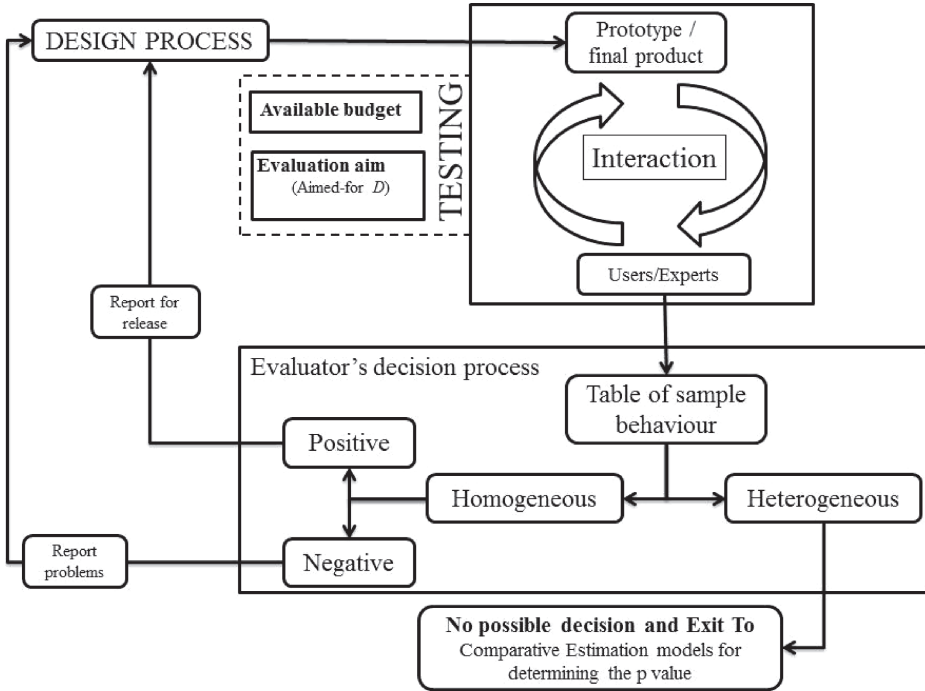 DESIGN PROCESS
Prototype /
final product
Available budget
Evaluation aim
(Aimed-for D)
TESTING
Interaction
Users/Experts
Report for
release
Evaluator's decision process
Table of sample
behaviour
Positive
Homogeneous
Heterogeneous
Negative
Report
problems
No possible decision and Exit To
Comparative Estimation models for
determining the p value